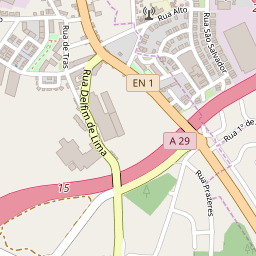 Rua Alto
Rua São Salvador
Rua de Tras
Rua Delfim de Lima
EN 1
A 29
Rua 1º de
15
Rua Prazeres